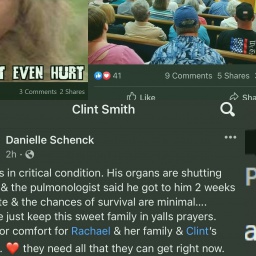 T EVEN HURT
3 Comments 2 Shares
41
9 Comments 5 Shares
Like
Sha
Clint Smith
Danielle Schenck
2h
s in critical condition. His organs are shutting
& the pulmonologist said he got to him 2 weeks
te & the chances of survival are minimal....
e just keep this sweet family in yalls prayers.
or comfort for Rachael & her family & Clint's
. they need all that they can get right now.
P
a